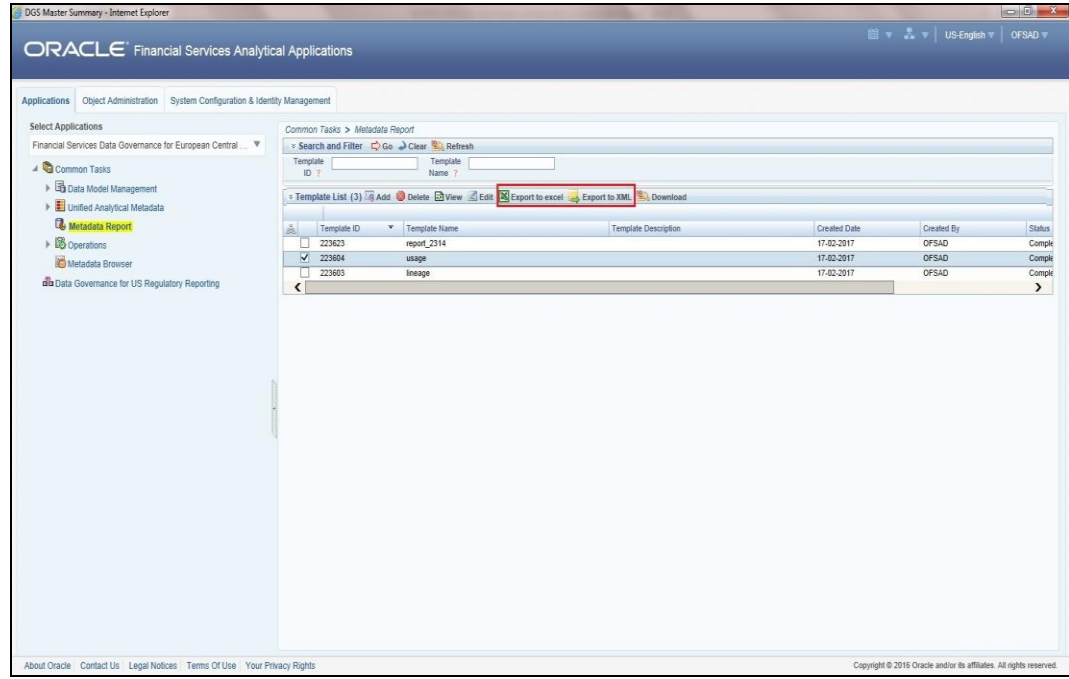 DGS Master Summary - Internet Explorer
ORACLE Financial Services Analytical Applications
US-English
OFSAD
Applications
Object Administration
System Configuration & Identity Management
Select Applications
Financial Services Data Governance for European Central ...
Common Tasks
Data Model Management
Unified Analytical Metadata
Metadata Report
Operations
Metadata Browser
Data Governance for US Regulatory Reporting
Common Tasks > Metadata Report
Search and Filter Go Clear Refresh
Template ID ?
Template Name ?
Template List (3) Add Delete View Edit Export to excel Export to XML Download
Template ID Template Name Template Description Created Date Created By Status
223623 report_2314 17-02-2017 OFSAD Comple
223604 usage 17-02-2017 OFSAD Comple
223603 lineage 17-02-2017 OFSAD Comple
About Oracle Contact Us Legal Notices Terms Of Use Your Privacy Rights
Copyright © 2016 Oracle and/or its affiliates. All rights reserved.